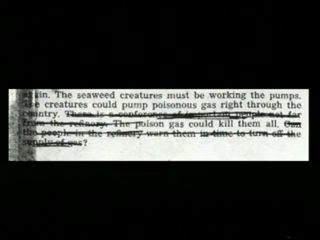 again. The seaweed creatures must be working the pumps.
The creatures could pump poisonous gas right through the
country. There is a conference of important people not far
from the refinery. The poison gas could kill them all. Can
the people in the refinery warn them in time to turn off the
supply of gas?